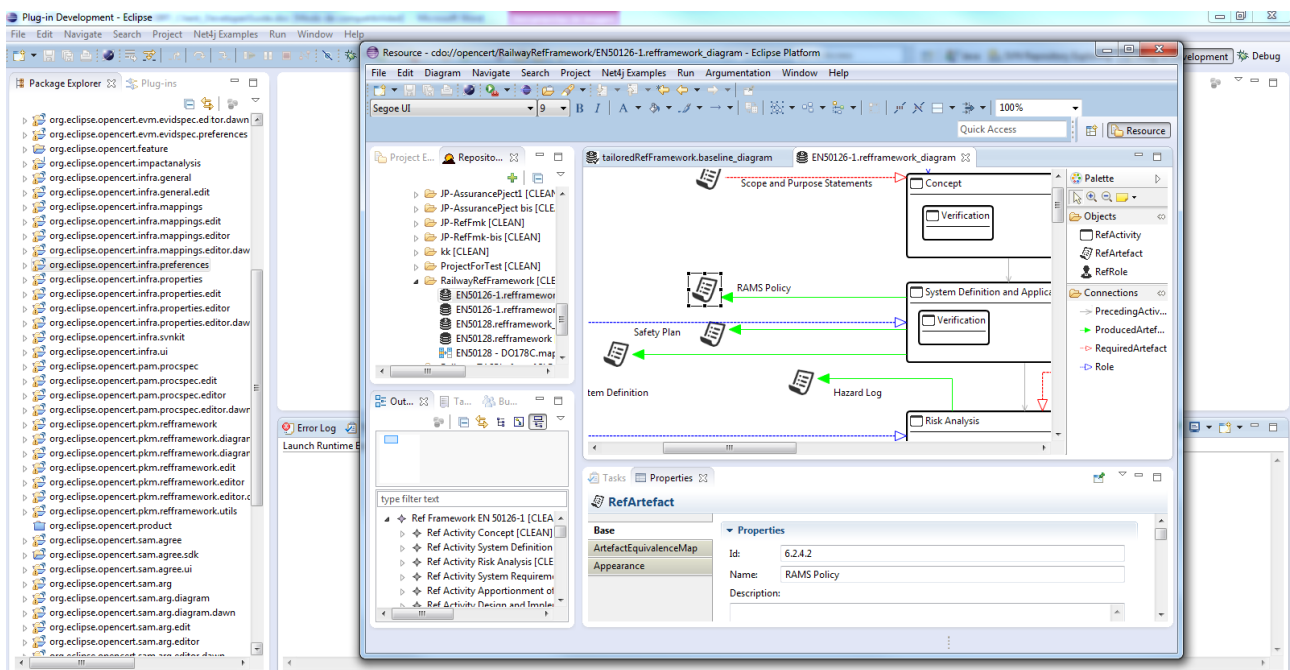 Plug-in Development - Eclipse
File Edit Navigate Search Project Net4j Examples Run Window Help
velopment Debug
Package Explorer Plug-ins
org.eclipse.opencert.evm.evidspec.editor.dawn
org.eclipse.opencert.evm.evidspec.preferences
org.eclipse.opencert.feature
org.eclipse.opencert.impactanalysis
org.eclipse.opencert.infra.general
org.eclipse.opencert.infra.general.edit
org.eclipse.opencert.infra.mappings
org.eclipse.opencert.infra.mappings.edit
org.eclipse.opencert.infra.mappings.editor
org.eclipse.opencert.infra.mappings.editor.daw
org.eclipse.opencert.infra.preferences
org.eclipse.opencert.infra.properties
org.eclipse.opencert.infra.properties.edit
org.eclipse.opencert.infra.properties.editor
org.eclipse.opencert.infra.properties.editor.daw
org.eclipse.opencert.infra.svnkit
org.eclipse.opencert.infra.ui
org.eclipse.opencert.pam.procspec
org.eclipse.opencert.pam.procspec.edit
org.eclipse.opencert.pam.procspec.editor
org.eclipse.opencert.pam.procspec.editor.dawn
org.eclipse.opencert.pkm.refframework
org.eclipse.opencert.pkm.refframework.diagrar
org.eclipse.opencert.pkm.refframework.diagrar
org.eclipse.opencert.pkm.refframework.edit
org.eclipse.opencert.pkm.refframework.editor
org.eclipse.opencert.pkm.refframework.editor.c
org.eclipse.opencert.pkm.refframework.utils
org.eclipse.opencert.product
org.eclipse.opencert.sam.agree
org.eclipse.opencert.sam.agree.sdk
org.eclipse.opencert.sam.agree.ui
org.eclipse.opencert.sam.arg
org.eclipse.opencert.sam.arg.diagram
org.eclipse.opencert.sam.arg.diagram.dawn
org.eclipse.opencert.sam.arg.edit
org.eclipse.opencert.sam.arg.editor
Error Log
Launch Runtime E
Resource - cdo://opencert/RailwayRefFramework/EN50126-1.refframework_diagram - Eclipse Platform
File Edit Diagram Navigate Search Project Net4j Examples Run Argumentation Window Help
Segoe UI 9 B I A 100%
Quick Access Resource
Project E... Reposito...
JP-AssurancePject1 [CLEAN
JP-AssurancePject bis [CLE
JP-RefFmk [CLEAN]
JP-RefFmk-bis [CLEAN]
kk [CLEAN]
ProjectForTest [CLEAN]
RailwayRefFramework [CLE
EN50126-1.refframewor
EN50126-1.refframewor
EN50128.refframework_
EN50128.refframework
EN50128 - DO178C.map
Out... Ta... Bu...
type filter text
Ref Framework EN 50126-1 [CLEA
Ref Activity Concept [CLEAN]
Ref Activity System Definition
Ref Activity Risk Analysis [CLE
Ref Activity System Requirem
Ref Activity Apportionment of
Ref Activity Design and Imple
tailoredRefFramework.baseline_diagram EN50126-1.refframework_diagram
Scope and Purpose Statements
Concept
Verification
RAMS Policy
System Definition and Applica
Verification
Safety Plan
tem Definition
Hazard Log
Risk Analysis
Palette
Objects
RefActivity
RefArtefact
RefRole
Connections
PrecedingActiv...
ProducedArtef...
RequiredArtefact
Role
Tasks Properties
RefArtefact
Base
ArtefactEquivalenceMap
Appearance
Properties
Id: 6.2.4.2
Name: RAMS Policy
Description: